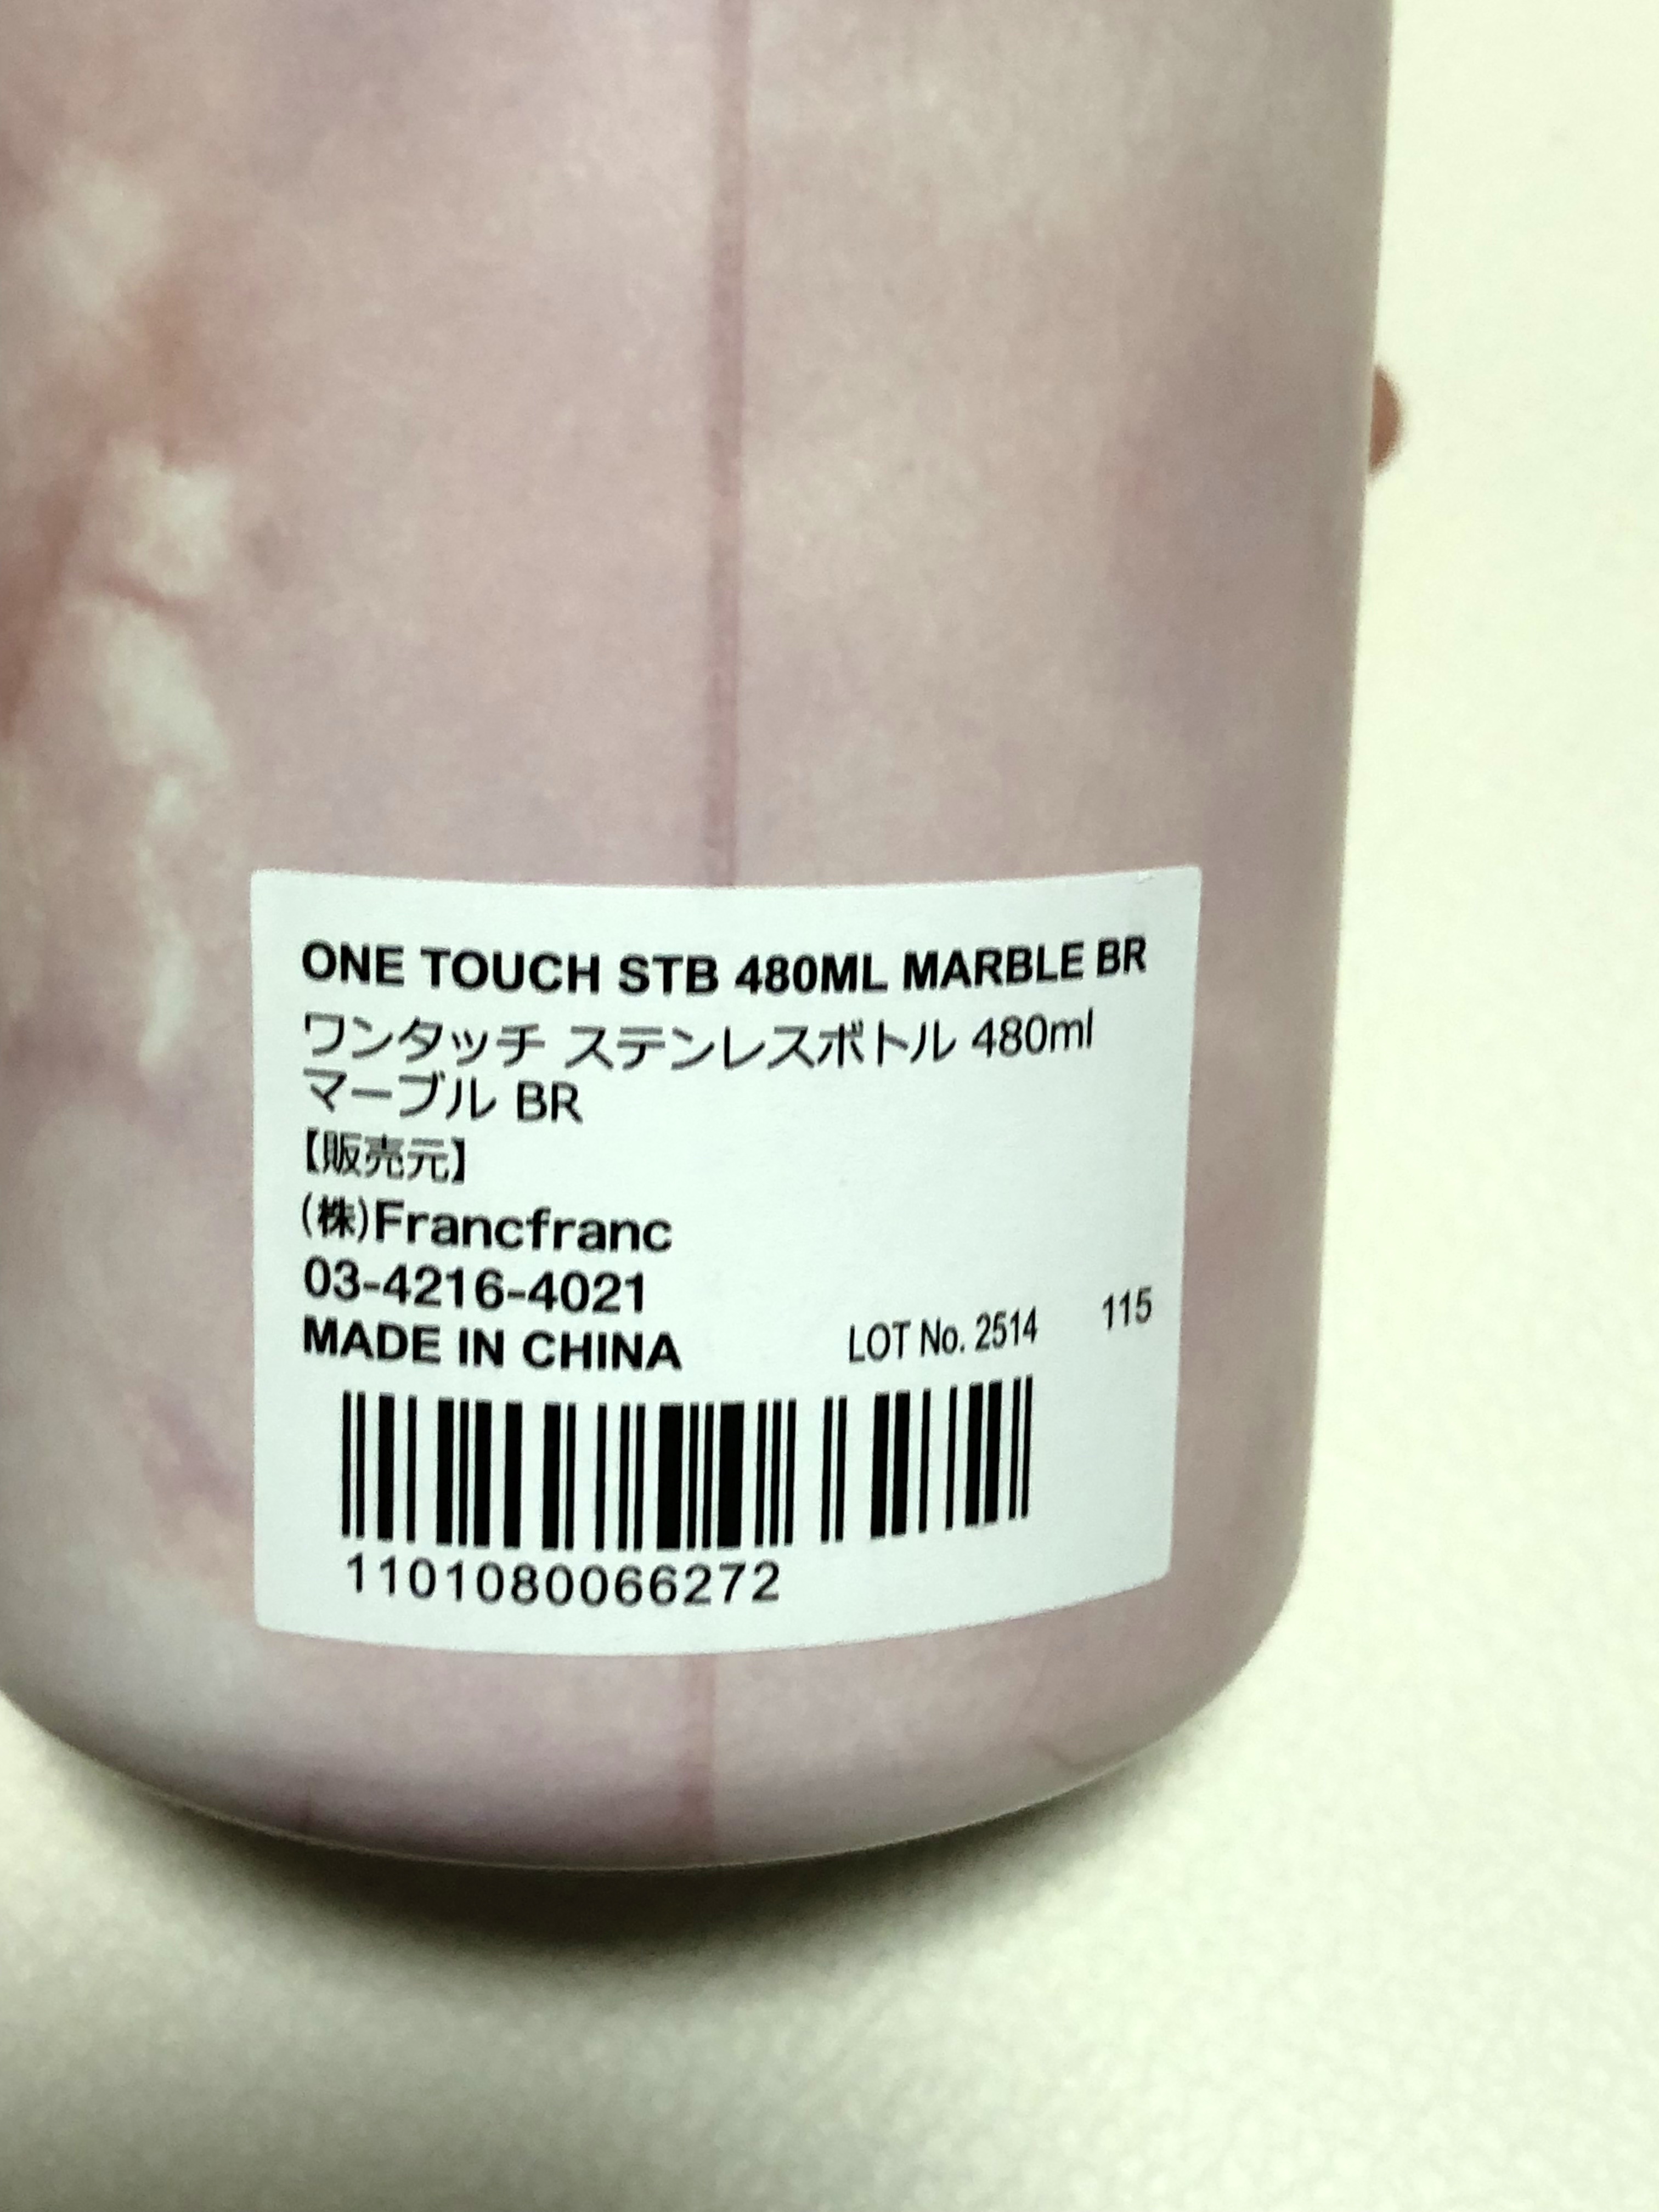 ONE TOUCH STB 480ML MARBLE BR
ワンタッチ ステンレスボトル 480ml
マーブル BR
【販売元】
(株)Francfranc
03-4216-4021
MADE IN CHINA LOT No. 2514 115
1101080066272